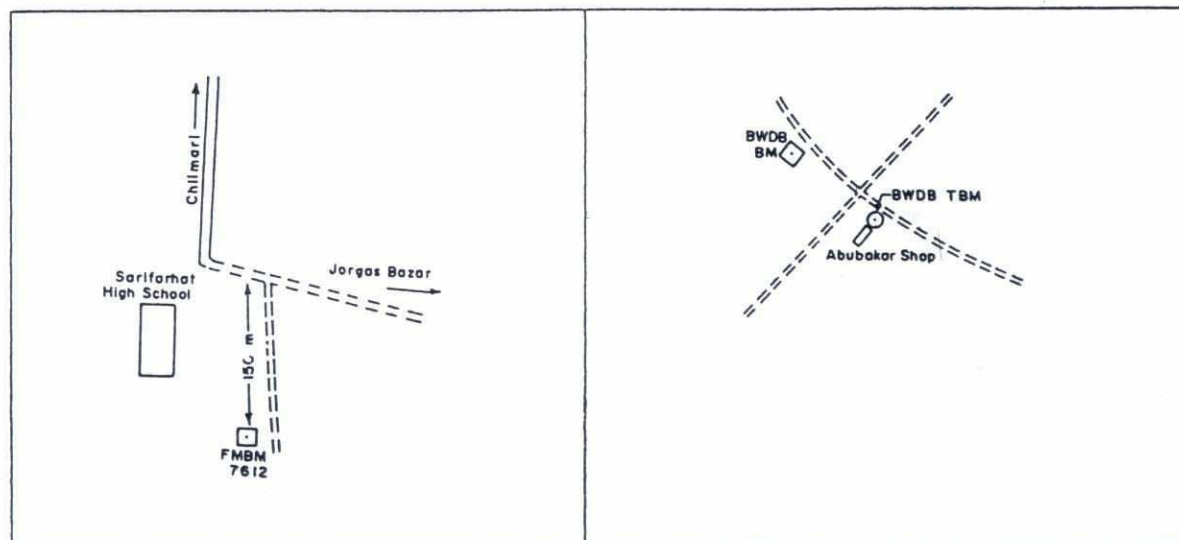 Chilmari
Sarifarhat
High School
Jorgas Bazar
150 m
FMBM
7612
BWDB
BM
BWDB TBM
Abubakar Shop